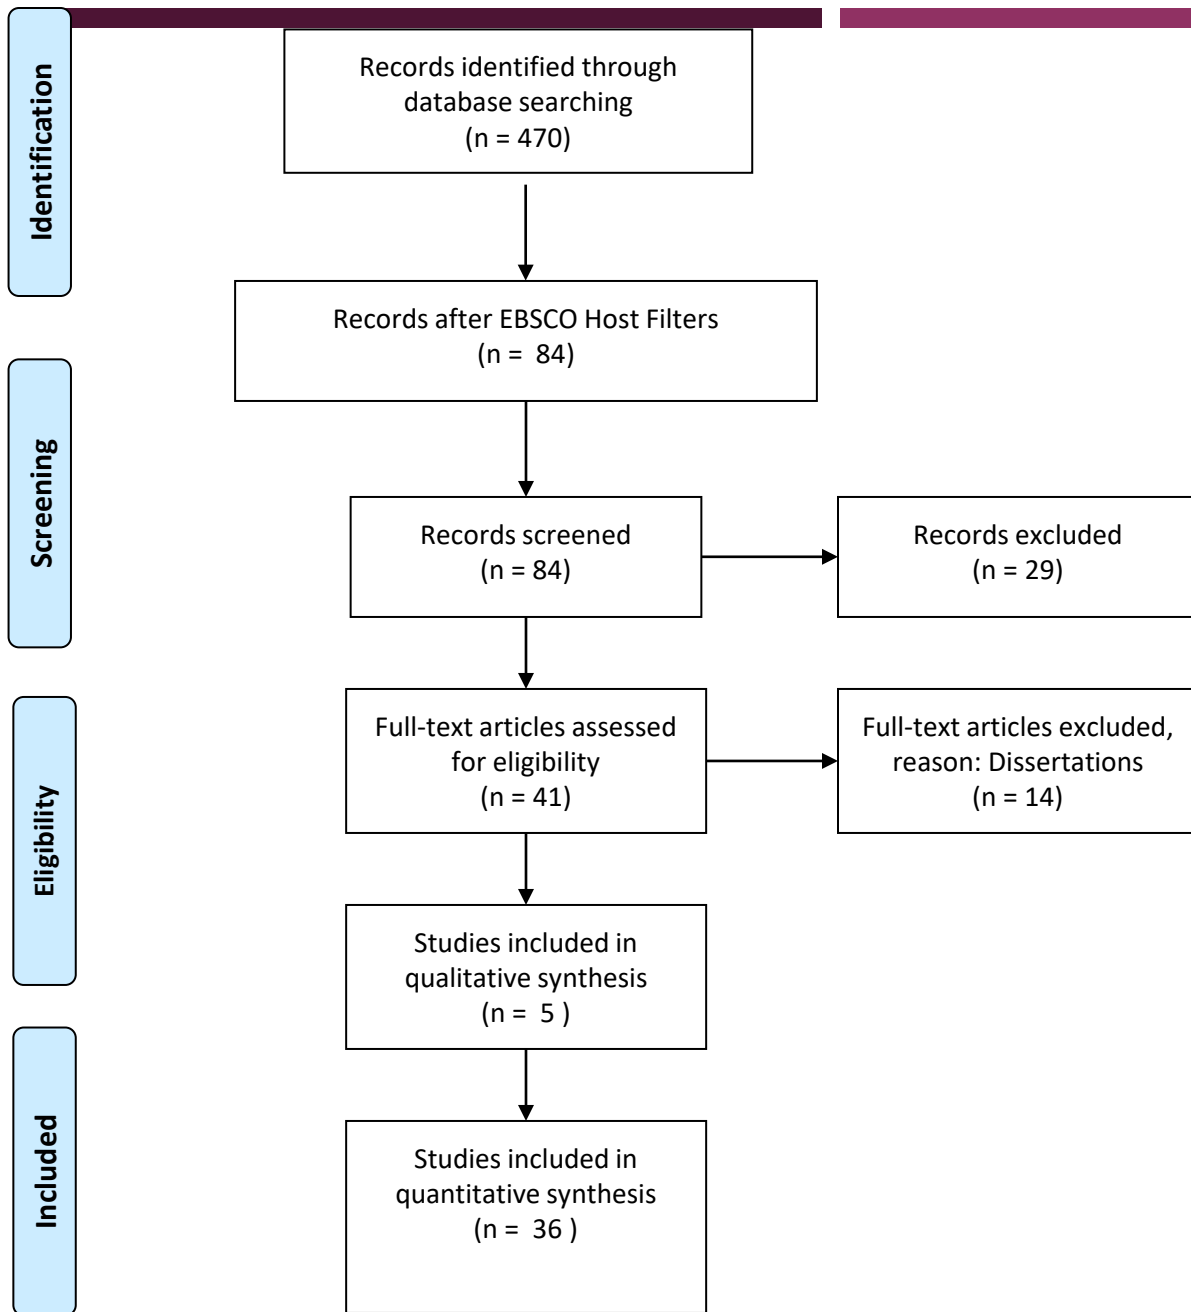 Identification
Records identified through
database searching
(n = 470)
Records after EBSCO Host Filters
(n =  84)
Screening
Records screened
(n = 84)
Records excluded
(n = 29)
Eligibility
Full-text articles assessed
for eligibility
(n = 41)
Full-text articles excluded,
reason: Dissertations
(n = 14)
Studies included in
qualitative synthesis
(n =  5 )
Included
Studies included in
quantitative synthesis
(n =  36 )